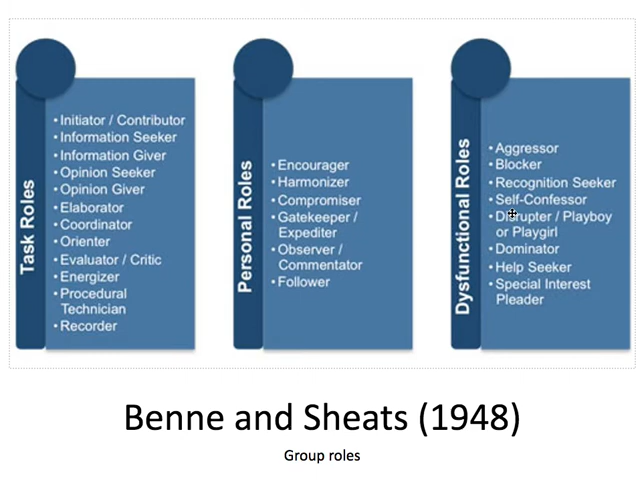 Task Roles
• Initiator / Contributor
• Information Seeker
• Information Giver
• Opinion Seeker
• Opinion Giver
• Elaborator
• Coordinator
• Orienter
• Evaluator / Critic
• Energizer
• Procedural
Technician
• Recorder
Personal Roles
• Encourager
• Harmonizer
• Compromiser
• Gatekeeper /
Expediter
• Observer /
Commentator
• Follower
Dysfunctional Roles
• Aggressor
• Blocker
• Recognition Seeker
• Self-Confessor
• Disrupter / Playboy
or Playgirl
• Dominator
• Help Seeker
• Special Interest
Pleader
Benne and Sheats (1948)
Group roles